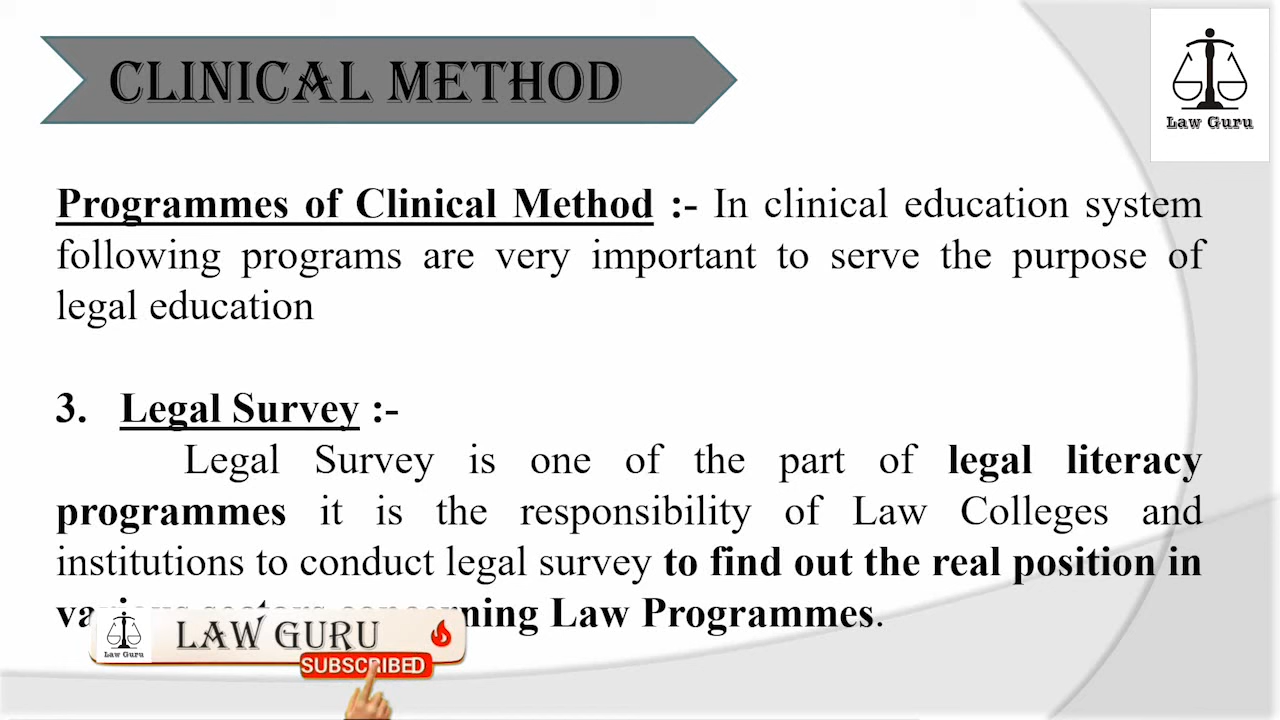 CLINICAL METHOD
Law Guru
Programmes of Clinical Method :- In clinical education system
following programs are very important to serve the purpose of
legal education
3. Legal Survey :-
Legal Survey is one of the part of legal literacy
programmes it is the responsibility of Law Colleges and
institutions to conduct legal survey to find out the real position in
various sectors concerning Law Programmes.
LAW GURU
Law Guru
SUBSCRIBED